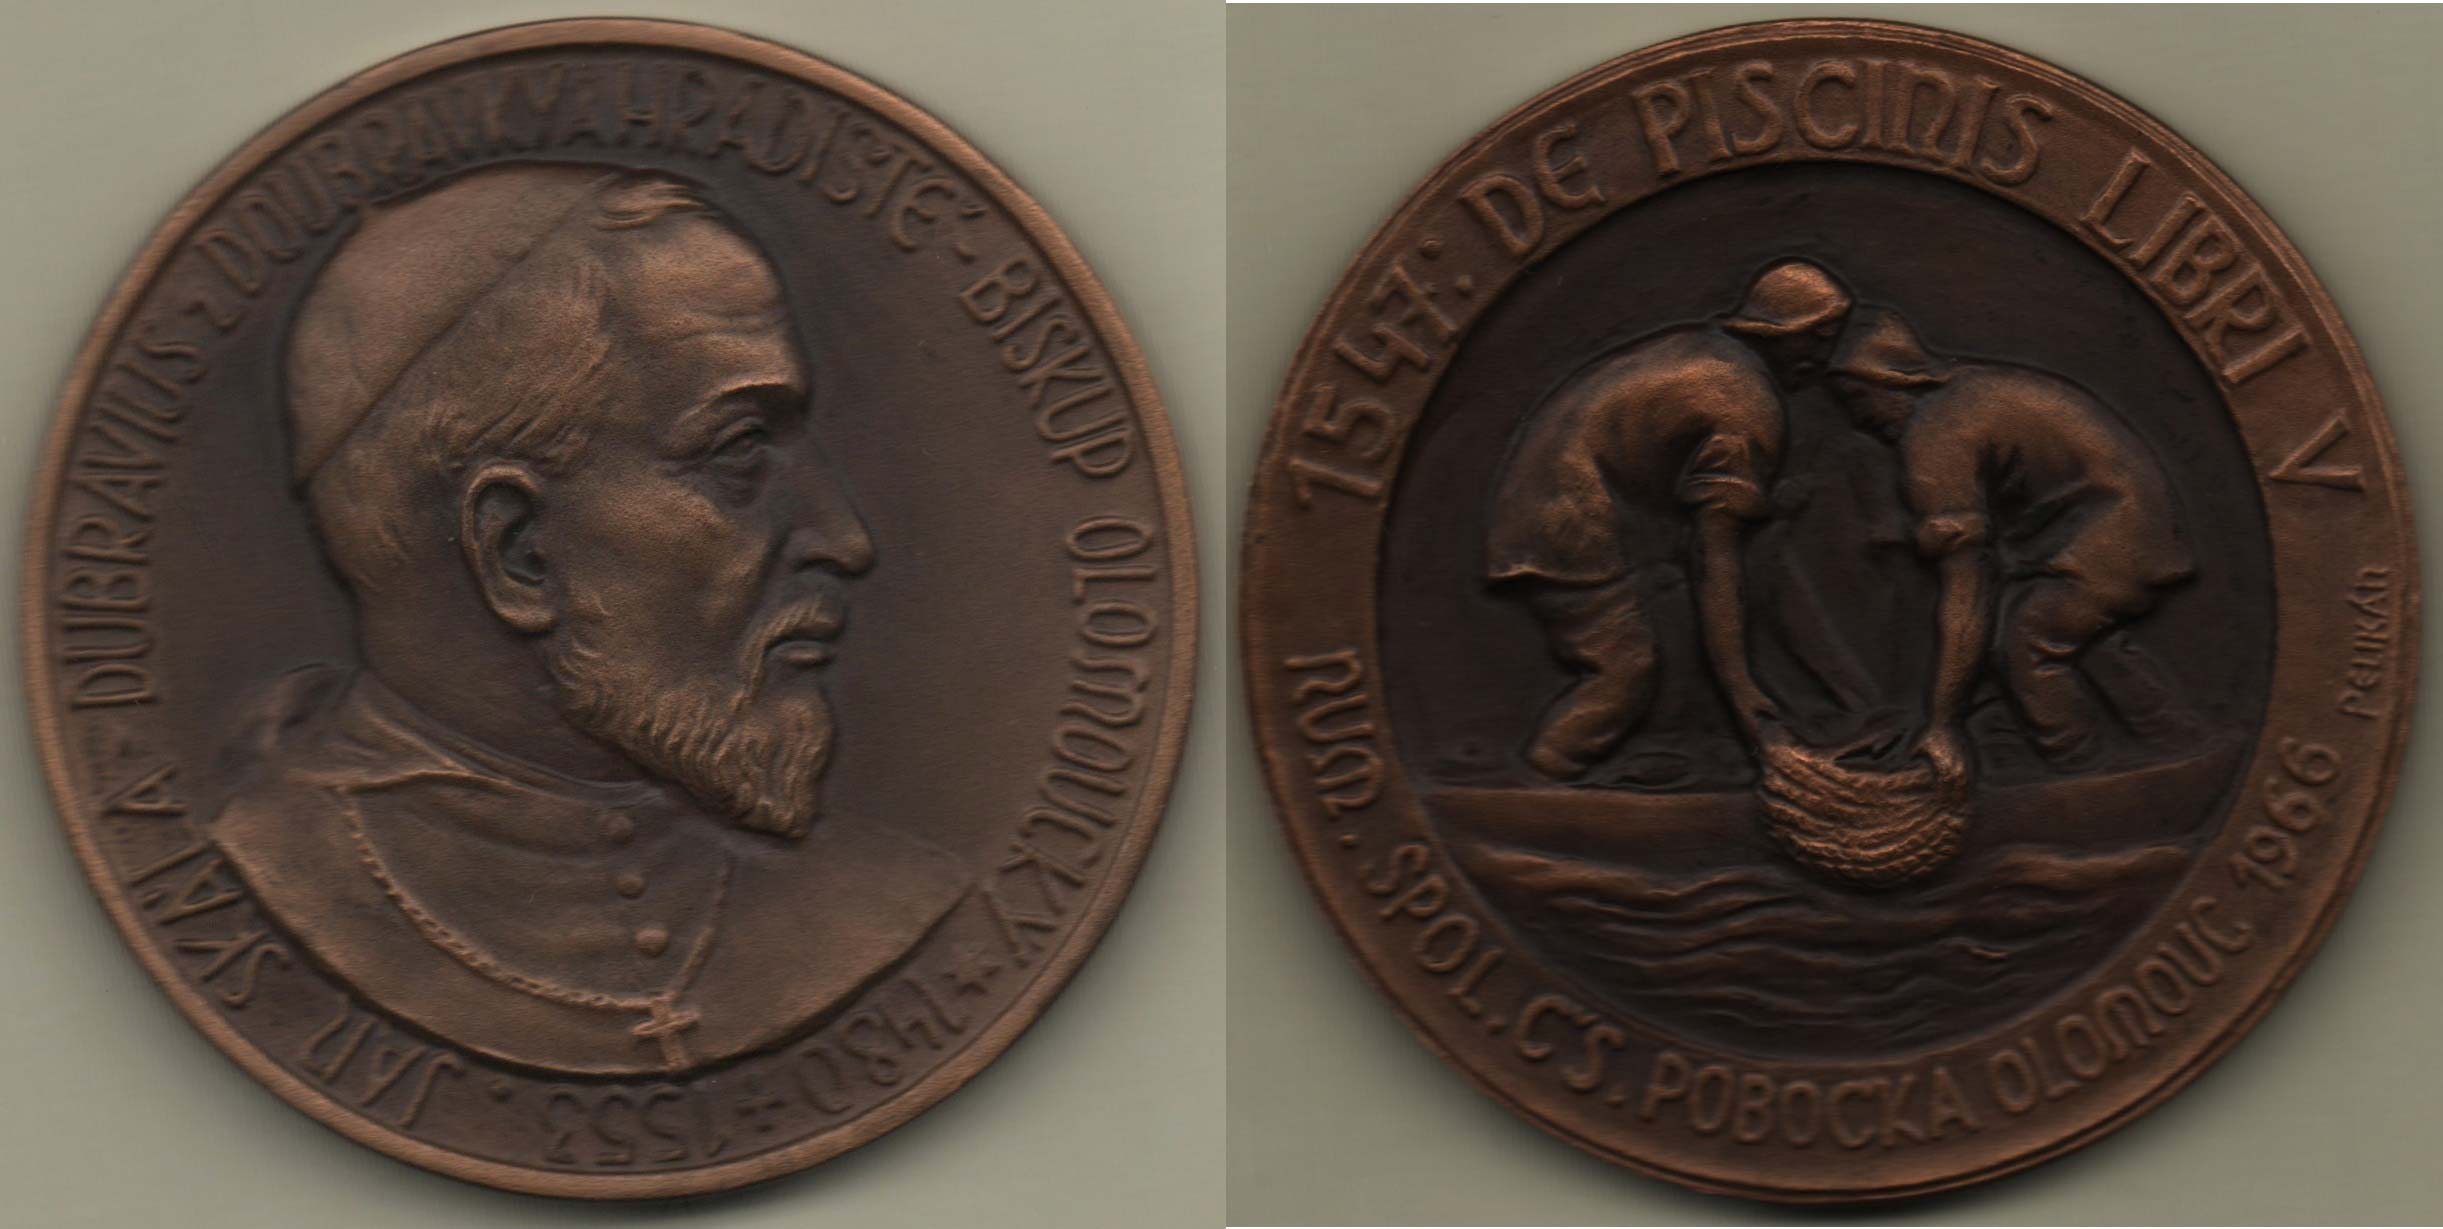 JAN SKÁLA-DUBRAVIUS Z DOUBRAVKY A HRADIŠTĚ - BISKUP OLOMOUCKÝ + 1480 + 1553.
1547: DE PISCINIS LIBRI V
NUM. SPOL. ČS. POBOČKA OLOMOUC 1966
PELIKÁN